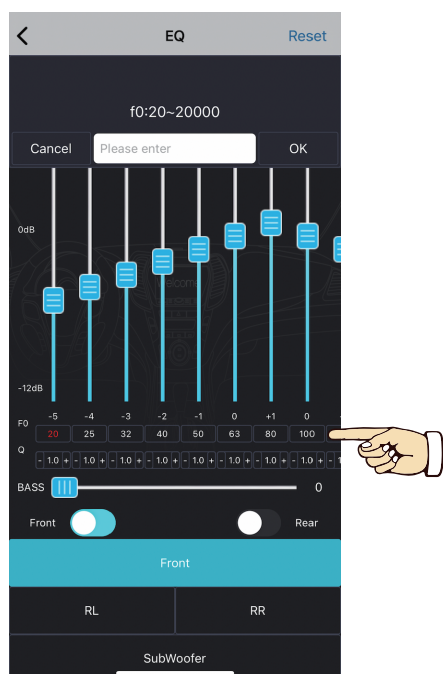 EQ Reset
f0:20~20000
Cancel Please enter OK
0dB
-12dB
-5 -4 -3 -2 -1 0 +1 0
F0 20 25 32 40 50 63 80 100
Q - 1.0 + - 1.0 + - 1.0 + - 1.0 + - 1.0 + - 1.0 + - 1.0 + - 1.0 + - 1
BASS 0
Front Rear
Front
RL RR
SubWoofer